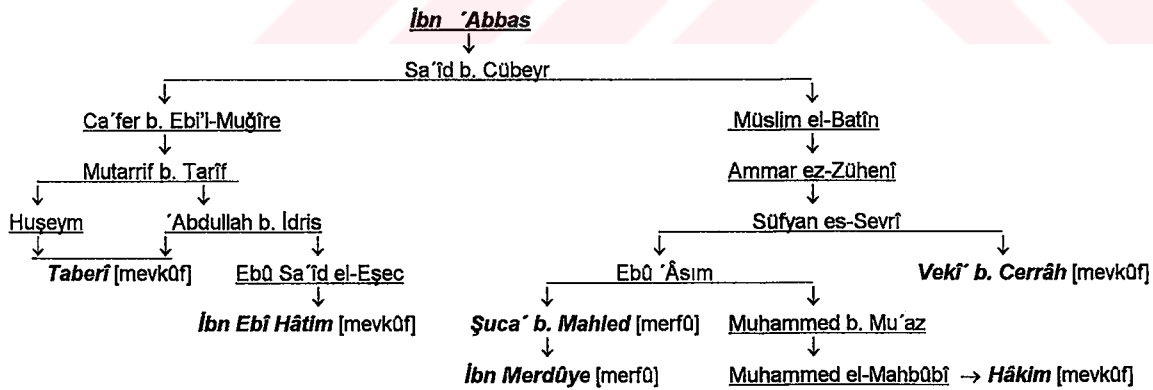 İbn ´Abbas
Sa´îd b. Cübeyr
Ca´fer b. Ebi'l-Muğîre Müslim el-Batîn
Mutarrif b. Tarîf Ammar ez-Zühenî
Huşeym ´Abdullah b. İdris Süfyan es-Sevrî
Taberî [mevkûf] Ebû Sa´îd el-Eşec Ebû ´Âsım Vekî´ b. Cerrâh [mevkûf]
İbn Ebî Hâtim [mevkûf] Şuca´ b. Mahled [merfû] Muhammed b. Mu´az
İbn Merdûye [merfû] Muhammed el-Mahbûbî → Hâkim [mevkûf]